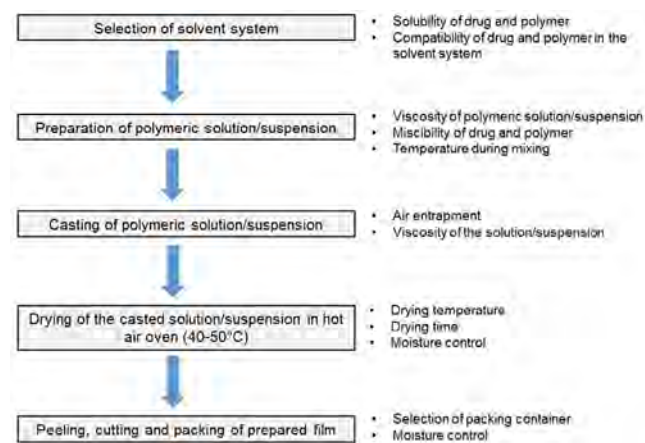 Selection of solvent system
• Solubility of drug and polymer
• Compatibility of drug and polymer in the
solvent system
Preparation of polymeric solution/suspension
• Viscosity of polymeric solution/suspension
• Miscibility of drug and polymer
• Temperature during mixing
Casting of polymeric solution/suspension
• Air entrapment
• Viscosity of the solution/suspension
Drying of the casted solution/suspension in hot
air oven (40-50°C)
• Drying temperature
• Drying time
• Moisture control
Peeling, cutting and packing of prepared film
• Selection of packing container
• Moisture control